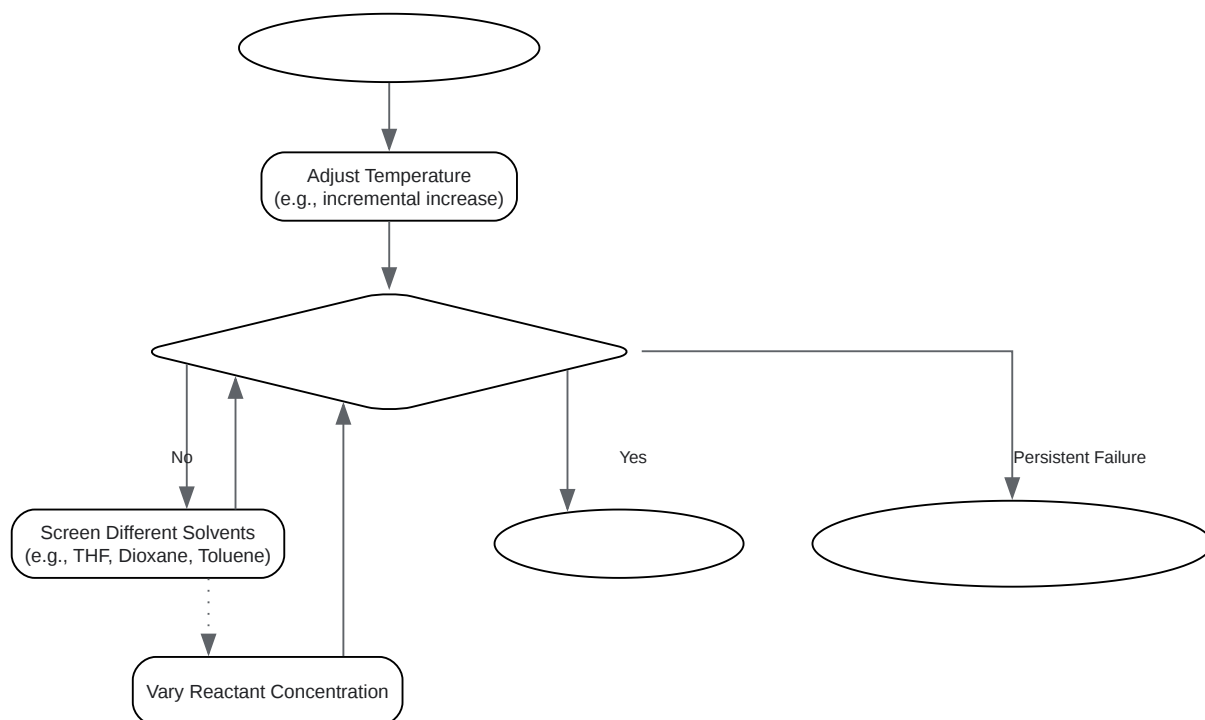 Adjust Temperature
(e.g., incremental increase)
No
Yes
Persistent Failure
Screen Different Solvents
(e.g., THF, Dioxane, Toluene)
Vary Reactant Concentration